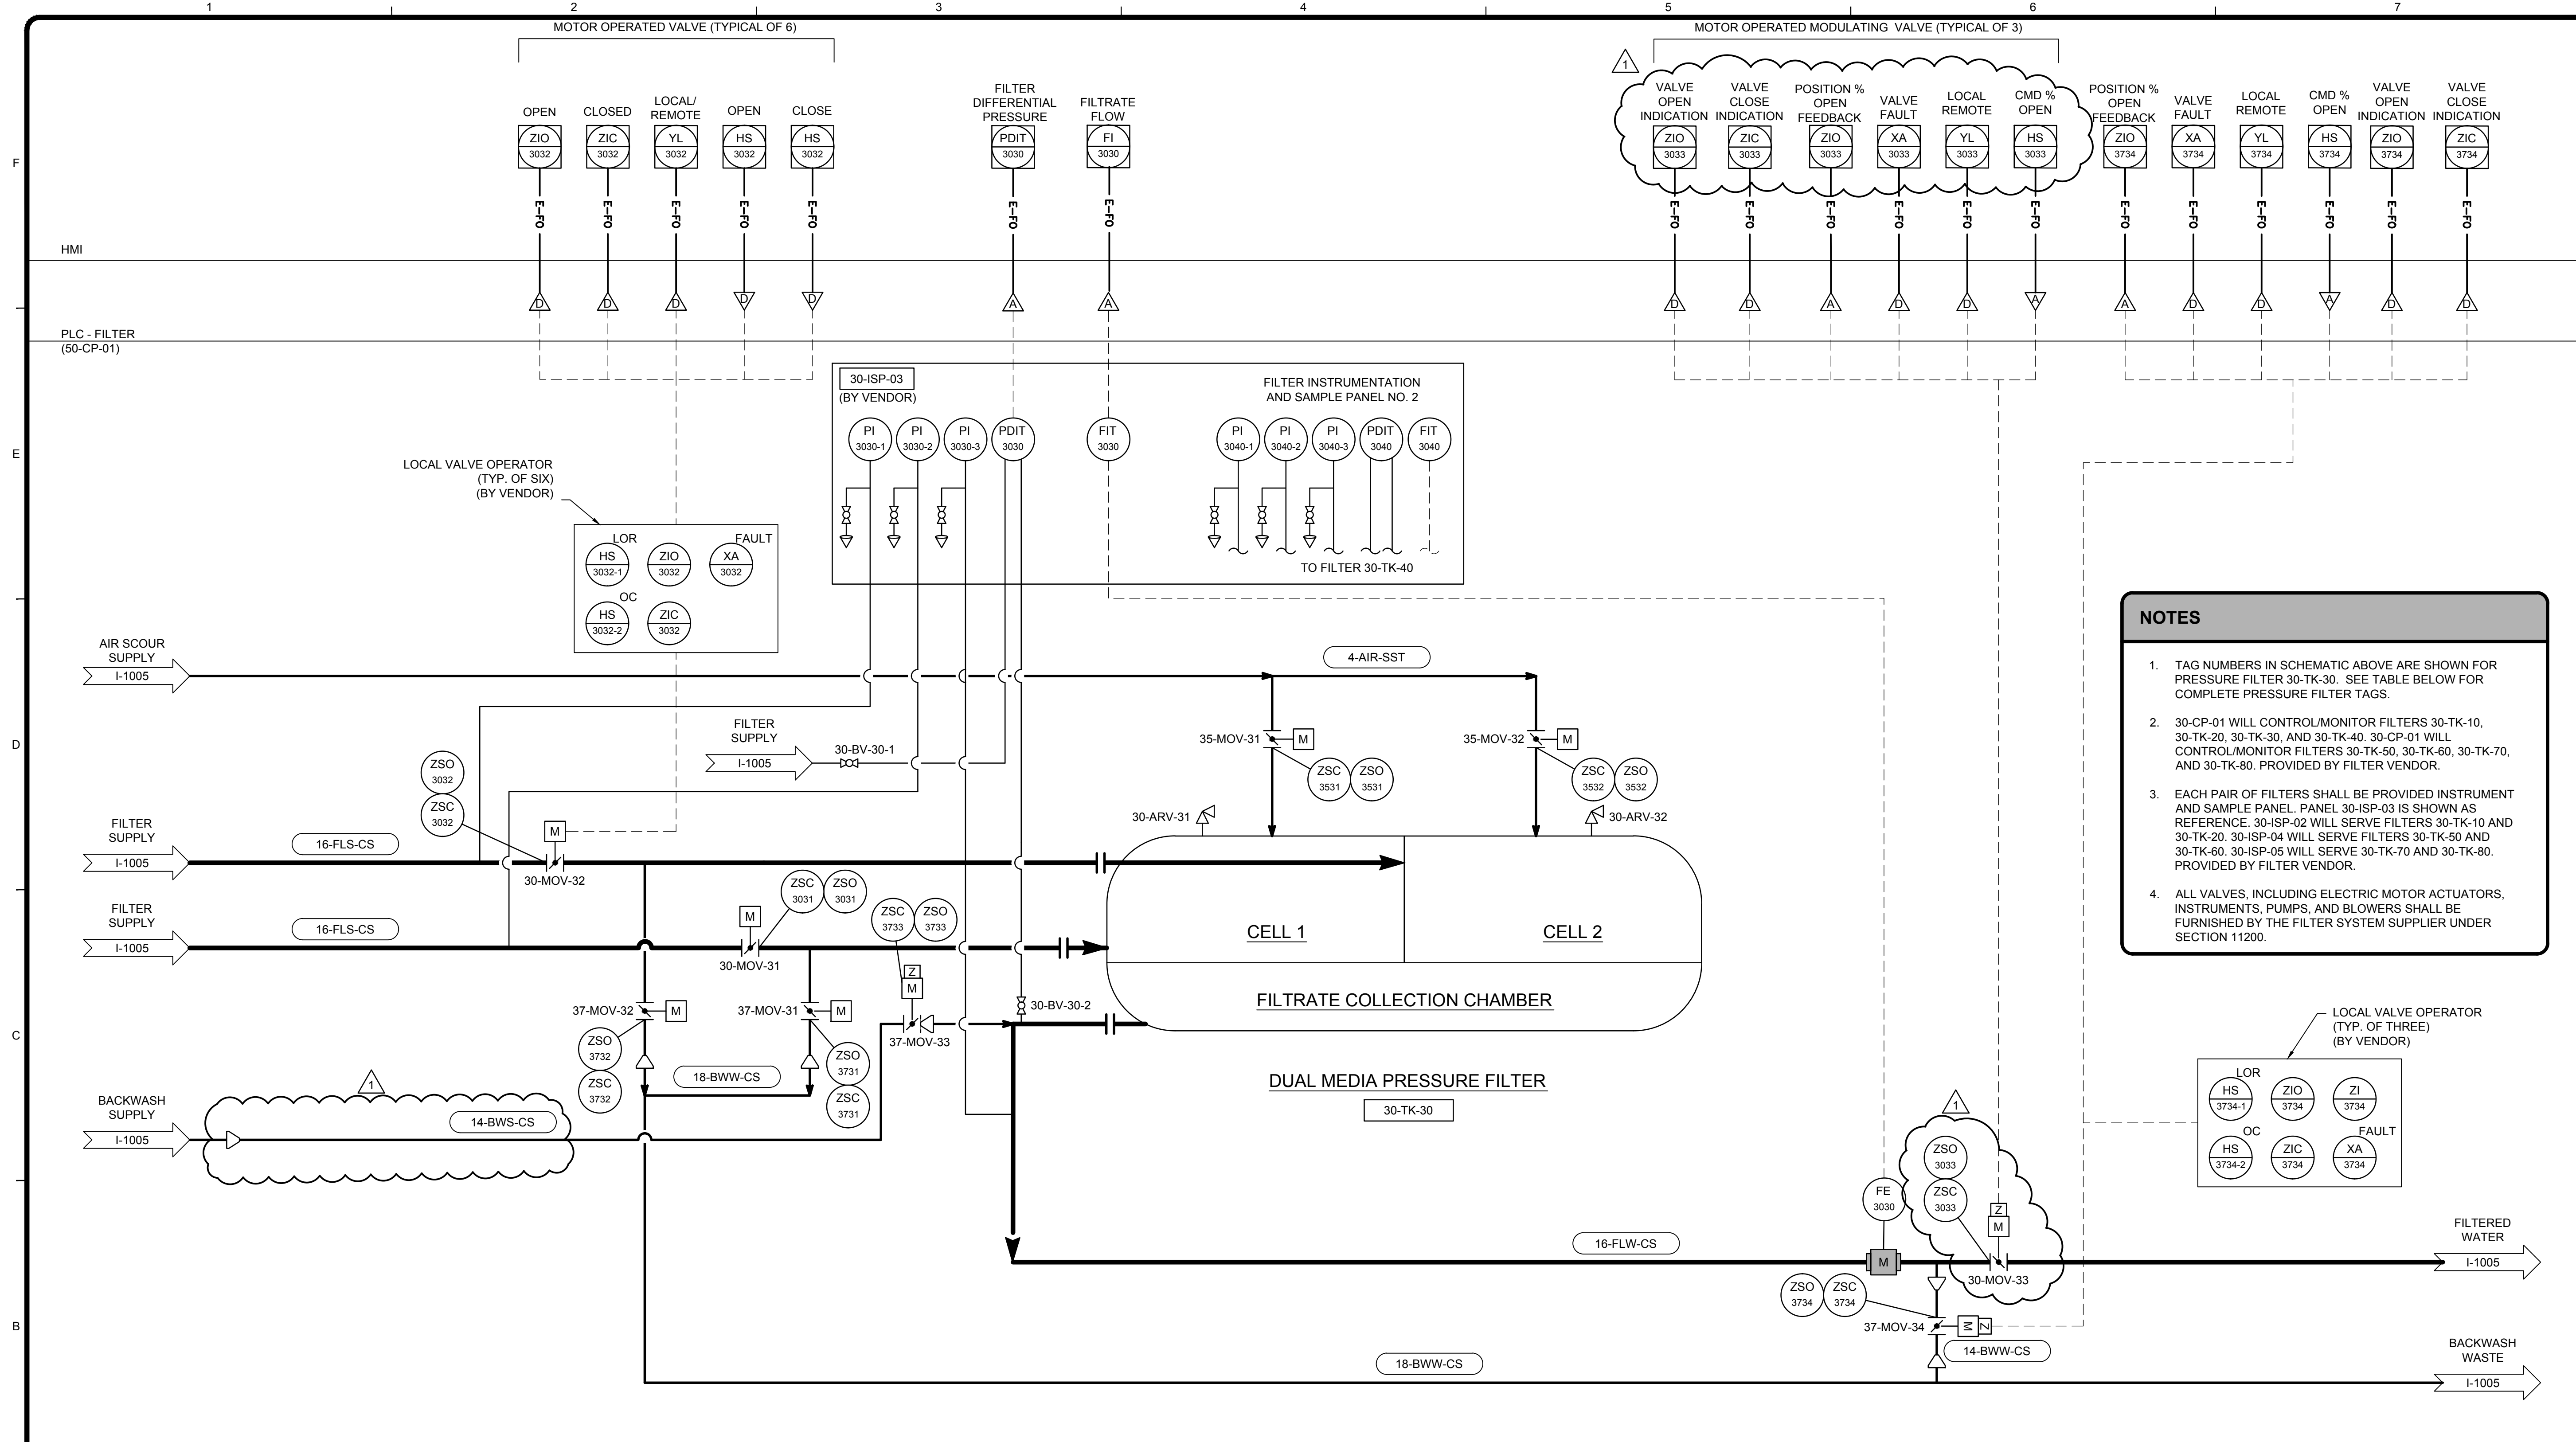 1 2 3 4 5 6 7
MOTOR OPERATED VALVE (TYPICAL OF 6)
MOTOR OPERATED MODULATING VALVE (TYPICAL OF 3)
1
OPEN
ZIO
3032
CLOSED
ZIC
3032
LOCAL/
REMOTE
YL
3032
OPEN
HS
3032
CLOSE
HS
3032
FILTER
DIFFERENTIAL
PRESSURE
PDIT
3030
FILTRATE
FLOW
FI
3030
VALVE
OPEN
INDICATION
ZIO
3033
VALVE
CLOSE
INDICATION
ZIC
3033
POSITION %
OPEN
FEEDBACK
ZIO
3033
VALVE
FAULT
XA
3033
LOCAL
REMOTE
YL
3033
CMD %
OPEN
HS
3033
POSITION %
OPEN
FEEDBACK
ZIO
3734
VALVE
FAULT
XA
3734
LOCAL
REMOTE
YL
3734
CMD %
OPEN
HS
3734
VALVE
OPEN
INDICATION
ZIO
3734
VALVE
CLOSE
INDICATION
ZIC
3734
F
E-FO E-FO E-FO E-FO E-FO E-FO E-FO E-FO E-FO E-FO E-FO E-FO E-FO E-FO E-FO E-FO E-FO E-FO E-FO
HMI
D D D D D A A D D A D D A A D D A D D
PLC - FILTER
(50-CP-01)
30-ISP-03
(BY VENDOR)
FILTER INSTRUMENTATION
AND SAMPLE PANEL NO. 2
PI
3030-1
PI
3030-2
PI
3030-3
PDIT
3030
FIT
3030
PI
3040-1
PI
3040-2
PI
3040-3
PDIT
3040
FIT
3040
TO FILTER 30-TK-40
E
LOCAL VALVE OPERATOR
(TYP. OF SIX)
(BY VENDOR)
LOR
HS
3032-1
ZIO
3032
FAULT
XA
3032
OC
HS
3032-2
ZIC
3032
NOTES
1. TAG NUMBERS IN SCHEMATIC ABOVE ARE SHOWN FOR
PRESSURE FILTER 30-TK-30. SEE TABLE BELOW FOR
COMPLETE PRESSURE FILTER TAGS.
2. 30-CP-01 WILL CONTROL/MONITOR FILTERS 30-TK-10,
30-TK-20, 30-TK-30, AND 30-TK-40. 30-CP-01 WILL
CONTROL/MONITOR FILTERS 30-TK-50, 30-TK-60, 30-TK-70,
AND 30-TK-80. PROVIDED BY FILTER VENDOR.
3. EACH PAIR OF FILTERS SHALL BE PROVIDED INSTRUMENT
AND SAMPLE PANEL. PANEL 30-ISP-03 IS SHOWN AS
REFERENCE. 30-ISP-02 WILL SERVE FILTERS 30-TK-10 AND
30-TK-20. 30-ISP-04 WILL SERVE FILTERS 30-TK-50 AND
30-TK-60. 30-ISP-05 WILL SERVE 30-TK-70 AND 30-TK-80.
PROVIDED BY FILTER VENDOR.
4. ALL VALVES, INCLUDING ELECTRIC MOTOR ACTUATORS,
INSTRUMENTS, PUMPS, AND BLOWERS SHALL BE
FURNISHED BY THE FILTER SYSTEM SUPPLIER UNDER
SECTION 11200.
AIR SCOUR
SUPPLY
I-1005
4-AIR-SST
FILTER
SUPPLY
I-1005
30-BV-30-1
35-MOV-31
M
ZSC
3531
ZSO
3531
35-MOV-32
M
ZSC
3532
ZSO
3532
D
ZSO
3032
ZSC
3032
30-ARV-31
30-ARV-32
FILTER
SUPPLY
I-1005
16-FLS-CS
M
30-MOV-32
FILTER
SUPPLY
I-1005
16-FLS-CS
M
30-MOV-31
ZSC
3031
ZSO
3031
ZSC
3733
ZSO
3733
CELL 1
CELL 2
Z
M
37-MOV-33
30-BV-30-2
FILTRATE COLLECTION CHAMBER
37-MOV-32
M
37-MOV-31
M
C
ZSO
3732
ZSC
3732
18-BWW-CS
ZSO
3731
ZSC
3731
DUAL MEDIA PRESSURE FILTER
30-TK-30
1
BACKWASH
SUPPLY
I-1005
14-BWS-CS
LOCAL VALVE OPERATOR
(TYP. OF THREE)
(BY VENDOR)
LOR
HS
3734-1
ZIO
3734
ZI
3734
OC
HS
3734-2
ZIC
3734
FAULT
XA
3734
1
ZSO
3033
ZSC
3033
FE
3030
Z
M
16-FLW-CS
M
30-MOV-33
FILTERED
WATER
I-1005
ZSO
3734
ZSC
3734
B
37-MOV-34
M
Z
14-BWW-CS
18-BWW-CS
BACKWASH
WASTE
I-1005